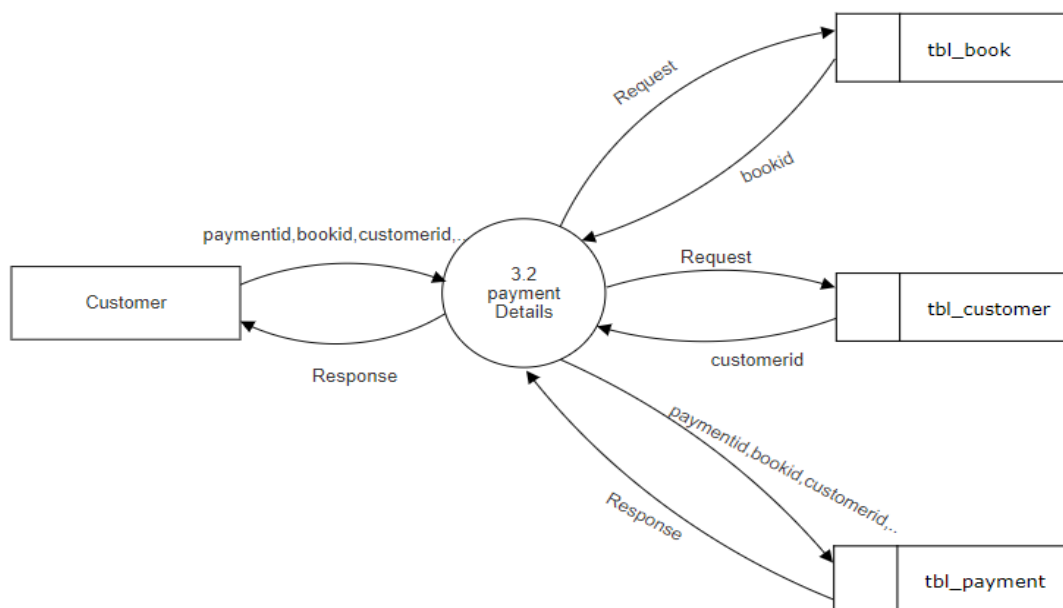 tbl_book
Request
bookid
paymentid,bookid,customerid,..
3.2
payment
Details
Request
Customer
tbl_customer
customerid
Response
paymentid,bookid,customerid,..
Response
tbl_payment